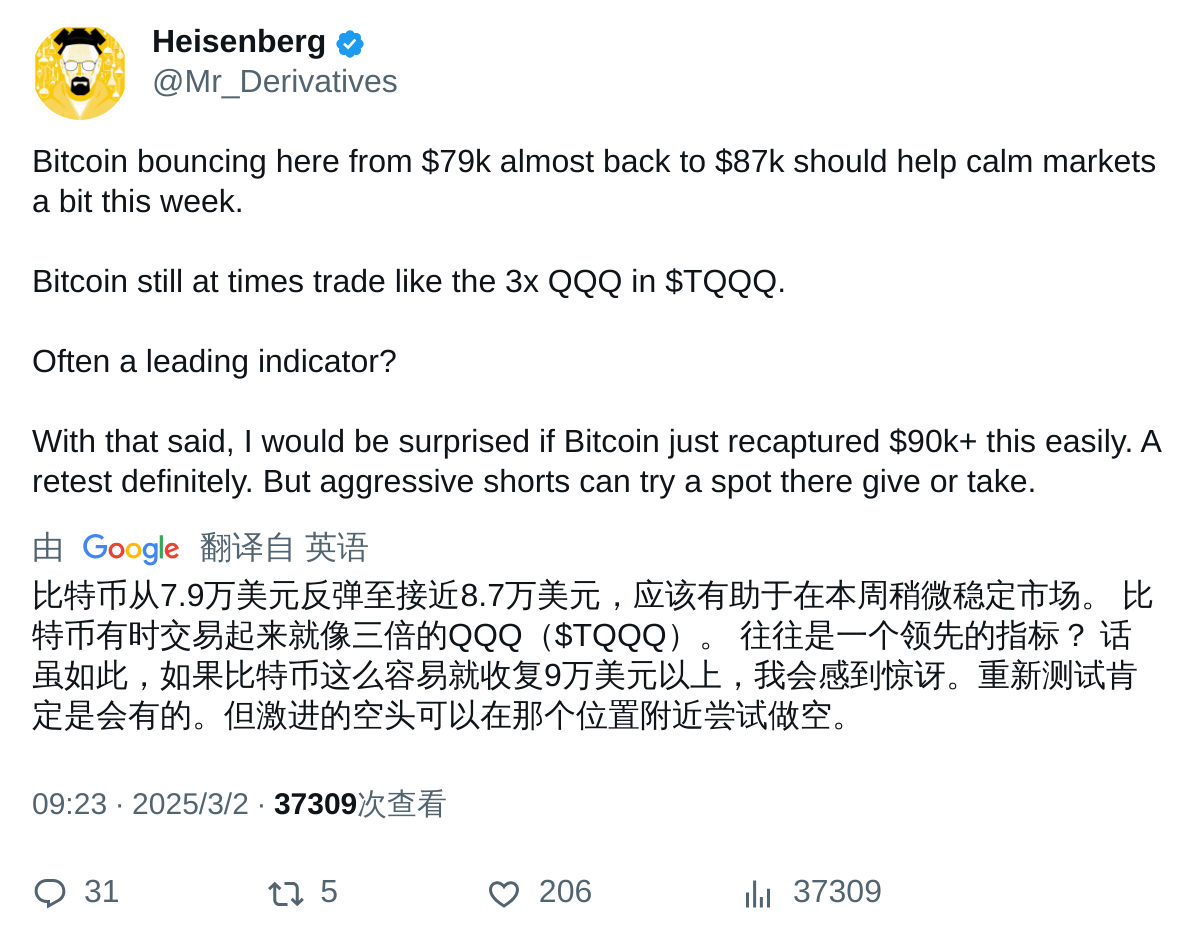 Heisenberg
@Mr_Derivatives
Bitcoin bouncing here from $79k almost back to $87k should help calm markets
a bit this week.
Bitcoin still at times trade like the 3x QQQ in $TQQQ.
Often a leading indicator?
With that said, I would be surprised if Bitcoin just recaptured $90k+ this easily. A
retest definitely. But aggressive shorts can try a spot there give or take.
由 Google 翻译自 英语
比特币从7.9万美元反弹至接近8.7万美元，应该有助于在本周稍微稳定市场。 比
特币有时交易起来就像三倍的QQQ（$TQQQ）。 往往是一个领先的指标？ 话
虽如此，如果比特币这么容易就收复9万美元以上，我会感到惊讶。重新测试肯
定是会有的。但激进的空头可以在那个位置附近尝试做空。
09:23 · 2025/3/2 · 37309次查看
31 5 206 37309